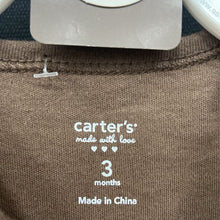 carter's®
made with love
♥ ♥ ♥
3
months
Made in China